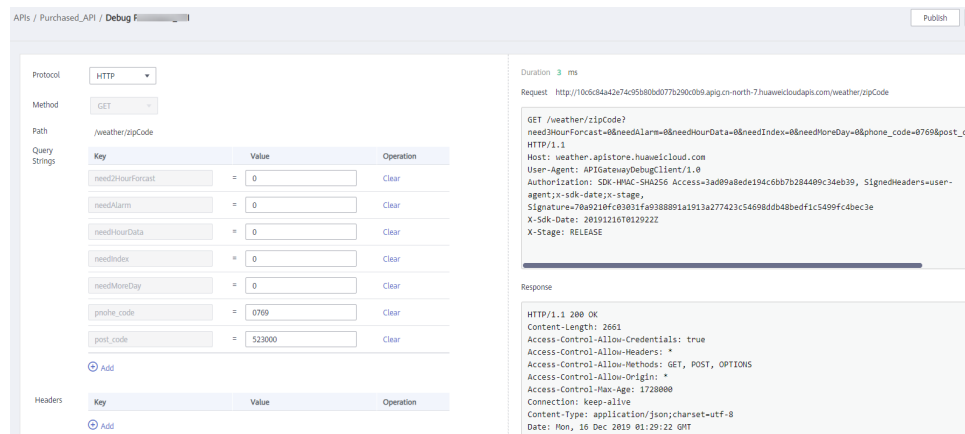 APIs / Purchased_API / Debug
Publish
Protocol
HTTP
Method
GET
Path
/weather/zipCode
Query
Strings
Key Value Operation
need2HourForcast = 0 Clear
needAlarm = 0 Clear
needHourData = 0 Clear
needIndex = 0 Clear
needMoreDay = 0 Clear
pnohe_code = 0769 Clear
post_code = 523000 Clear
Add
Headers
Key Value Operation
Add
Duration 3 ms
Request http://10c6c84a42e74c95b80bd077b290c0b9.apig.cn-north-7.huaweicloudapis.com/weather/zipCode
GET /weather/zipCode?
need3HourForcast=0&needAlarm=0&needHourData=0&needIndex=0&needMoreDay=0&phone_code=0769&post_c
HTTP/1.1
Host: weather.apistore.huaweicloud.com
User-Agent: APIGatewayDebugClient/1.0
Authorization: SDK-HMAC-SHA256 Access=3ad09a8ede194c6bb7b284409c34eb39, SignedHeaders=user-
agent;x-sdk-date;x-stage,
Signature=70a9210fc03031fa9388891a1913a277423c54698ddb48bedf1c5499fc4bec3e
X-Sdk-Date: 20191216T012922Z
X-Stage: RELEASE
Response
HTTP/1.1 200 OK
Content-Length: 2661
Access-Control-Allow-Credentials: true
Access-Control-Allow-Headers: *
Access-Control-Allow-Methods: GET, POST, OPTIONS
Access-Control-Allow-Origin: *
Access-Control-Max-Age: 1728000
Connection: keep-alive
Content-Type: application/json;charset=utf-8
Date: Mon, 16 Dec 2019 01:29:22 GMT